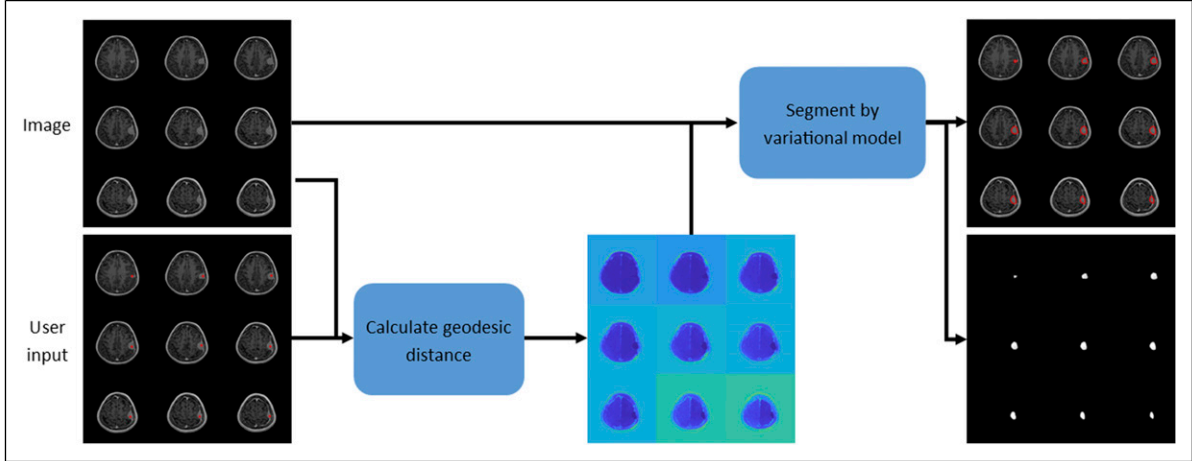 Image
Segment by
variational model
User
input
Calculate geodesic
distance